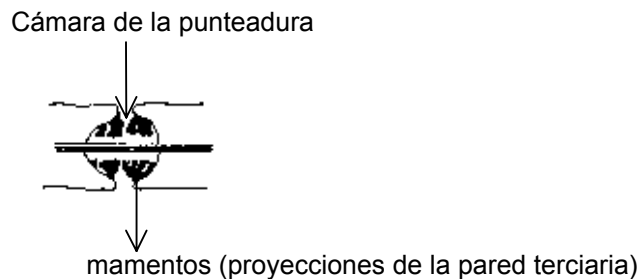 Cámara de la punteadura
mamentos (proyecciones de la pared terciaria)